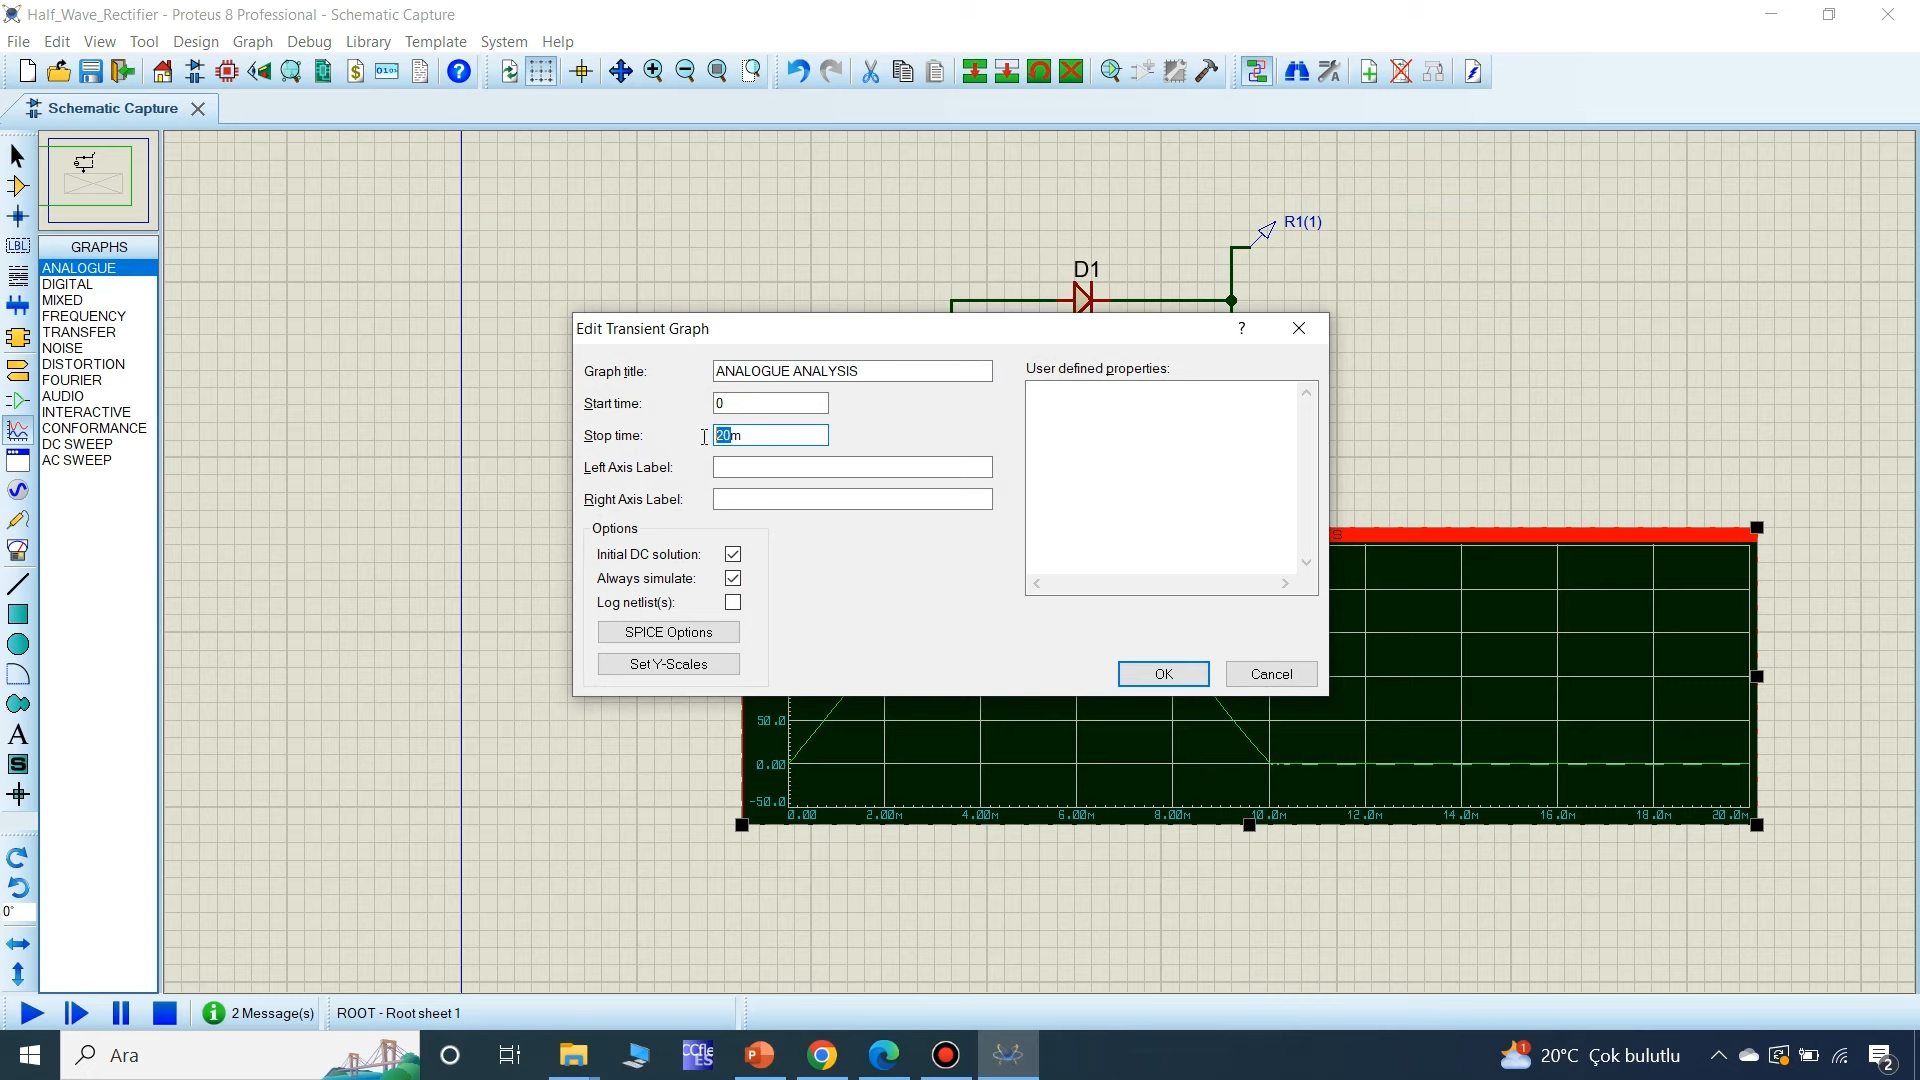 Half_Wave_Rectifier - Proteus 8 Professional - Schematic Capture
File Edit View Tool Design Graph Debug Library Template System Help
Schematic Capture
GRAPHS
ANALOGUE
DIGITAL
MIXED
FREQUENCY
TRANSFER
NOISE
DISTORTION
FOURIER
AUDIO
INTERACTIVE
CONFORMANCE
DC SWEEP
AC SWEEP
LBL
A
S
0°
R1(1)
D1
Edit Transient Graph
Graph title: ANALOGUE ANALYSIS
Start time: 0
Stop time: 20m
Left Axis Label:
Right Axis Label:
Options
Initial DC solution:
Always simulate:
Log netlist(s):
SPICE Options
Set Y-Scales
User defined properties:
OK Cancel
S
50.0
0.00
-50.0
0.00 2.00m 4.00m 6.00m 8.00m 10.0m 12.0m 14.0m 16.0m 18.0m 20.0m
2 Message(s) ROOT - Root sheet 1
Ara
CCfleS
20°C Çok bulutlu
2